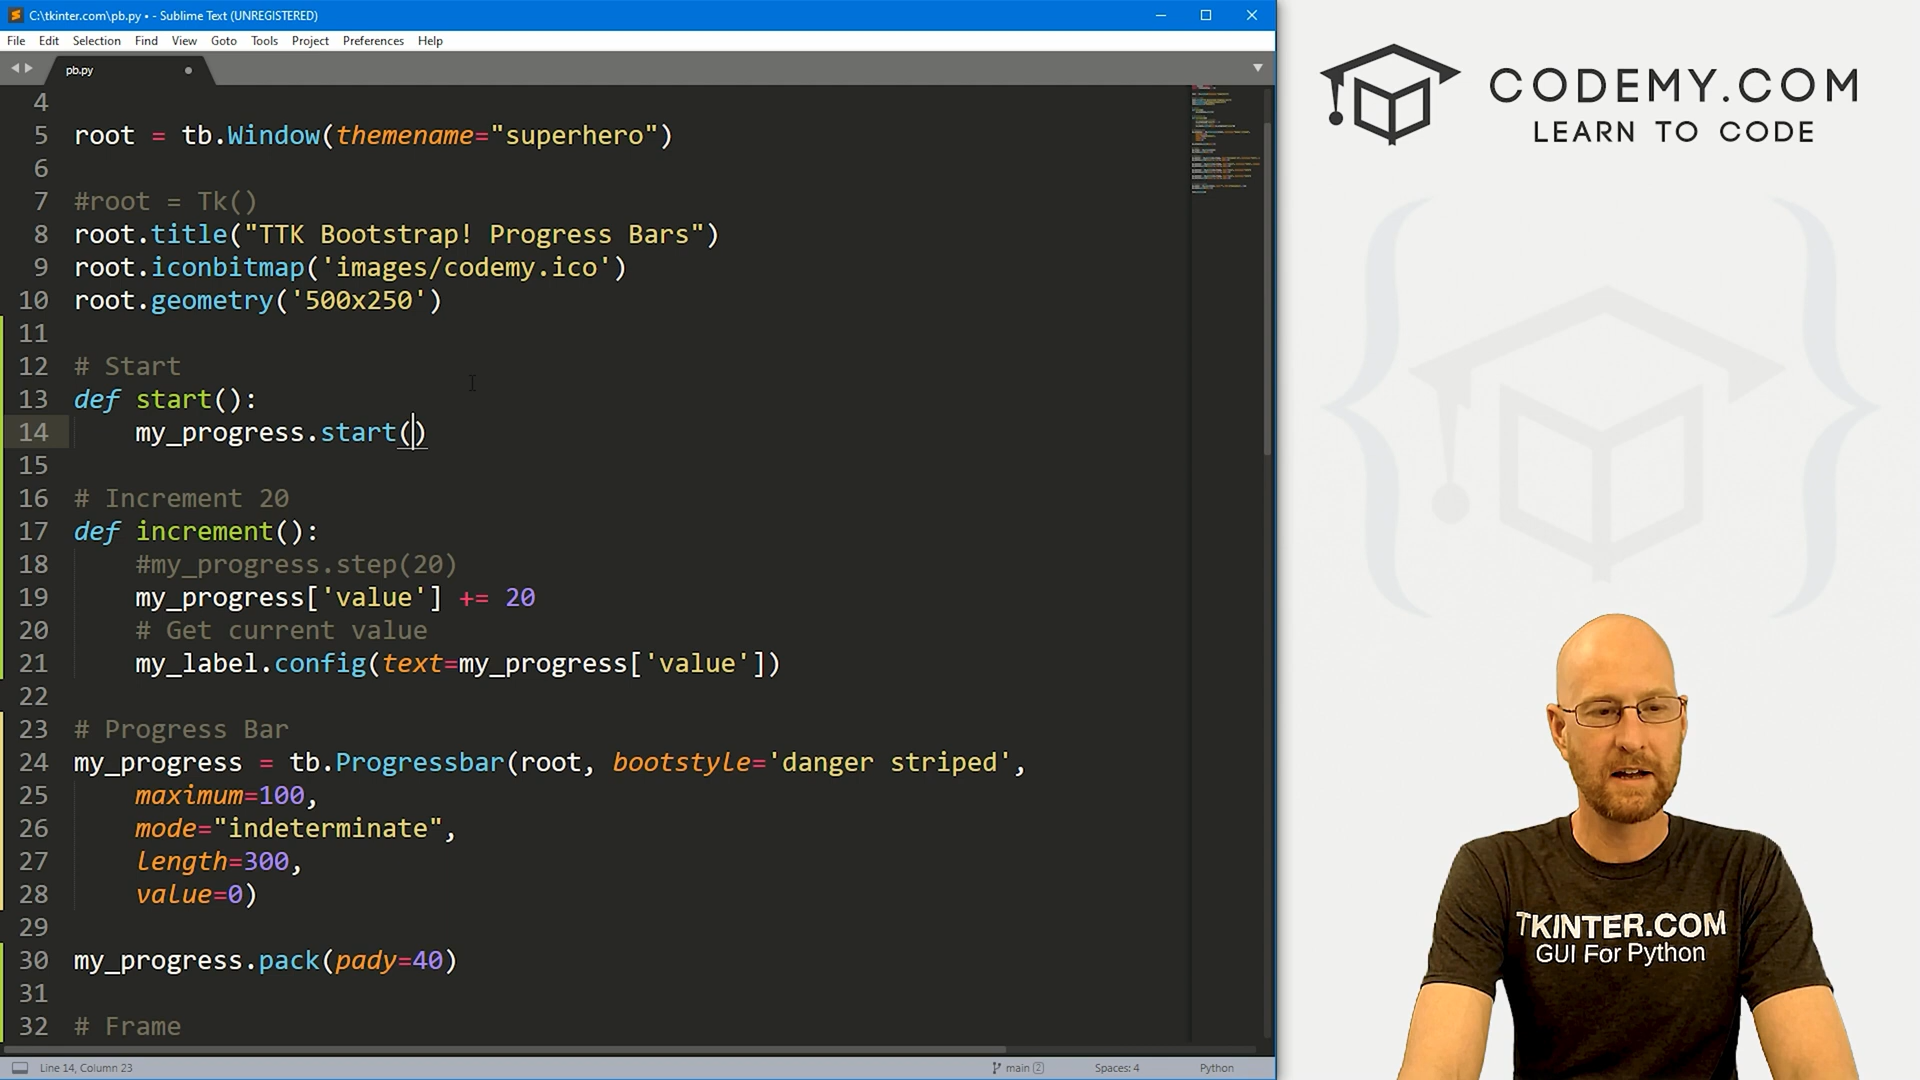 C:\tkinter.com\pb.py • - Sublime Text (UNREGISTERED)
File Edit Selection Find View Goto Tools Project Preferences Help
pb.py
4
5 root = tb.Window(themename="superhero")
6
7 #root = Tk()
8 root.title("TTK Bootstrap! Progress Bars")
9 root.iconbitmap('images/codemy.ico')
10 root.geometry('500x250')
11
12 # Start
13 def start():
14 my_progress.start()
15
16 # Increment 20
17 def increment():
18 #my_progress.step(20)
19 my_progress['value'] += 20
20 # Get current value
21 my_label.config(text=my_progress['value'])
22
23 # Progress Bar
24 my_progress = tb.Progressbar(root, bootstyle='danger striped',
25 maximum=100,
26 mode="indeterminate",
27 length=300,
28 value=0)
29
30 my_progress.pack(pady=40)
31
32 # Frame
Line 14, Column 23
main 2
Spaces: 4
Python
CODEMY.COM
LEARN TO CODE
TKINTER.COM
GUI For Python